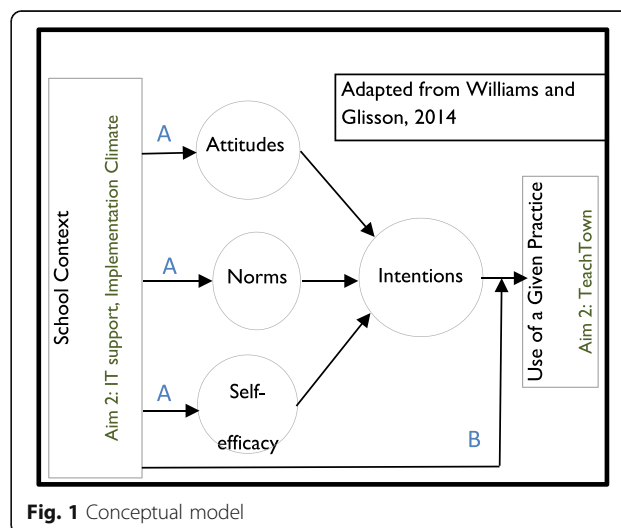 School Context
Aim 2: IT support, Implementation Climate
A
A
A
Attitudes
Norms
Self-
efficacy
Adapted from Williams and
Glisson, 2014
Intentions
B
Use of a Given Practice
Aim 2: TeachTown
Fig. 1 Conceptual model